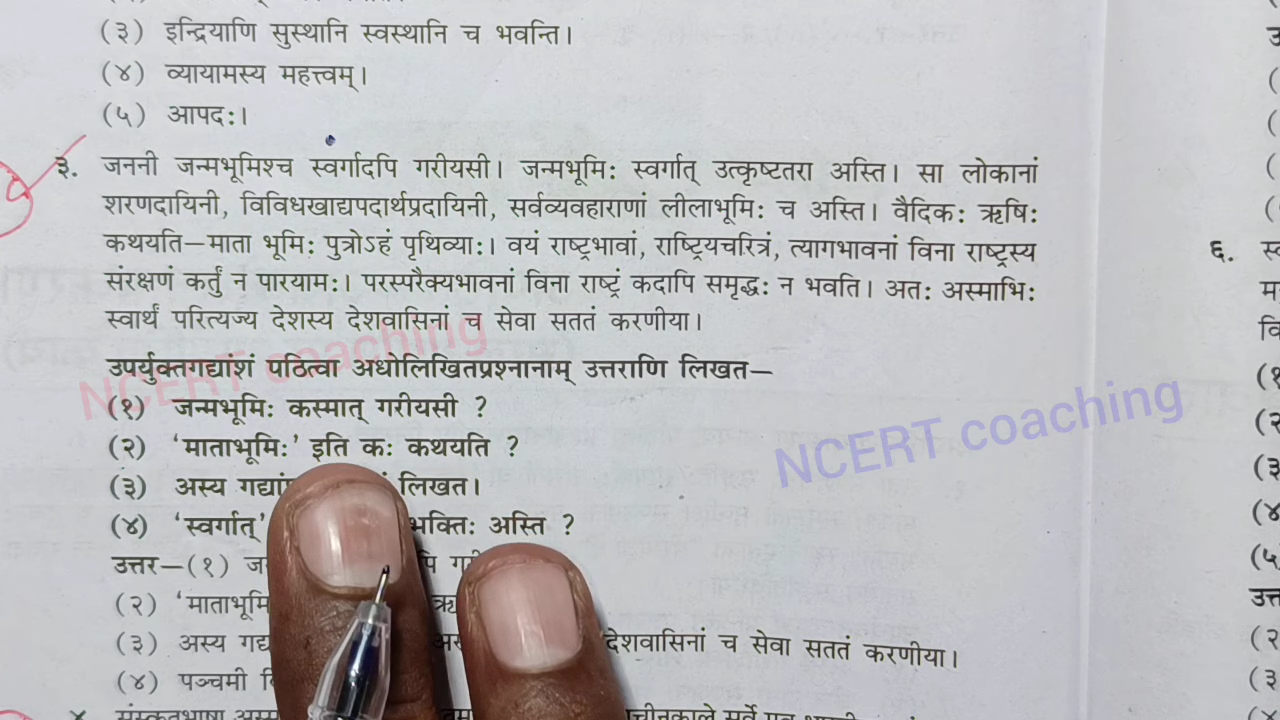 (३) इन्द्रियाणि सुस्थानि स्वस्थानि च भवन्ति।
(४) व्यायामस्य महत्त्वम्।
(५) आपदः।
३. जननी जन्मभूमिश्च स्वर्गादपि गरीयसी। जन्मभूमिः स्वर्गात् उत्कृष्टतरा अस्ति। सा लोकानां
शरणदायिनी, विविधखाद्यपदार्थप्रदायिनी, सर्वव्यवहाराणां लीलाभूमिः च अस्ति। वैदिकः ऋषिः
कथयति—माता भूमिः पुत्रोऽहं पृथिव्याः। वयं राष्ट्रभावां, राष्ट्रियचरित्रं, त्यागभावनां विना राष्ट्रस्य
संरक्षणं कर्तुं न पारयामः। परस्परैक्यभावनां विना राष्ट्रं कदापि समृद्धः न भवति। अतः अस्माभिः
स्वार्थं परित्यज्य देशस्य देशवासिनां च सेवा सततं करणीया।
उपर्युक्तगद्यांशं पठित्वा अधोलिखितप्रश्नानाम् उत्तराणि लिखत—
(१) जन्मभूमिः कस्मात् गरीयसी ?
(२) 'माताभूमिः' इति कः कथयति ?
(३) अस्य लिखत।
(४) 'स्वर्गात्' अस्ति ?
उत्तर—(१)
(२)
(३) अस्य देशवासिनां च सेवा सततं करणीया।
(४) पञ्चमी
NCERT coaching
NCERT coaching
६.